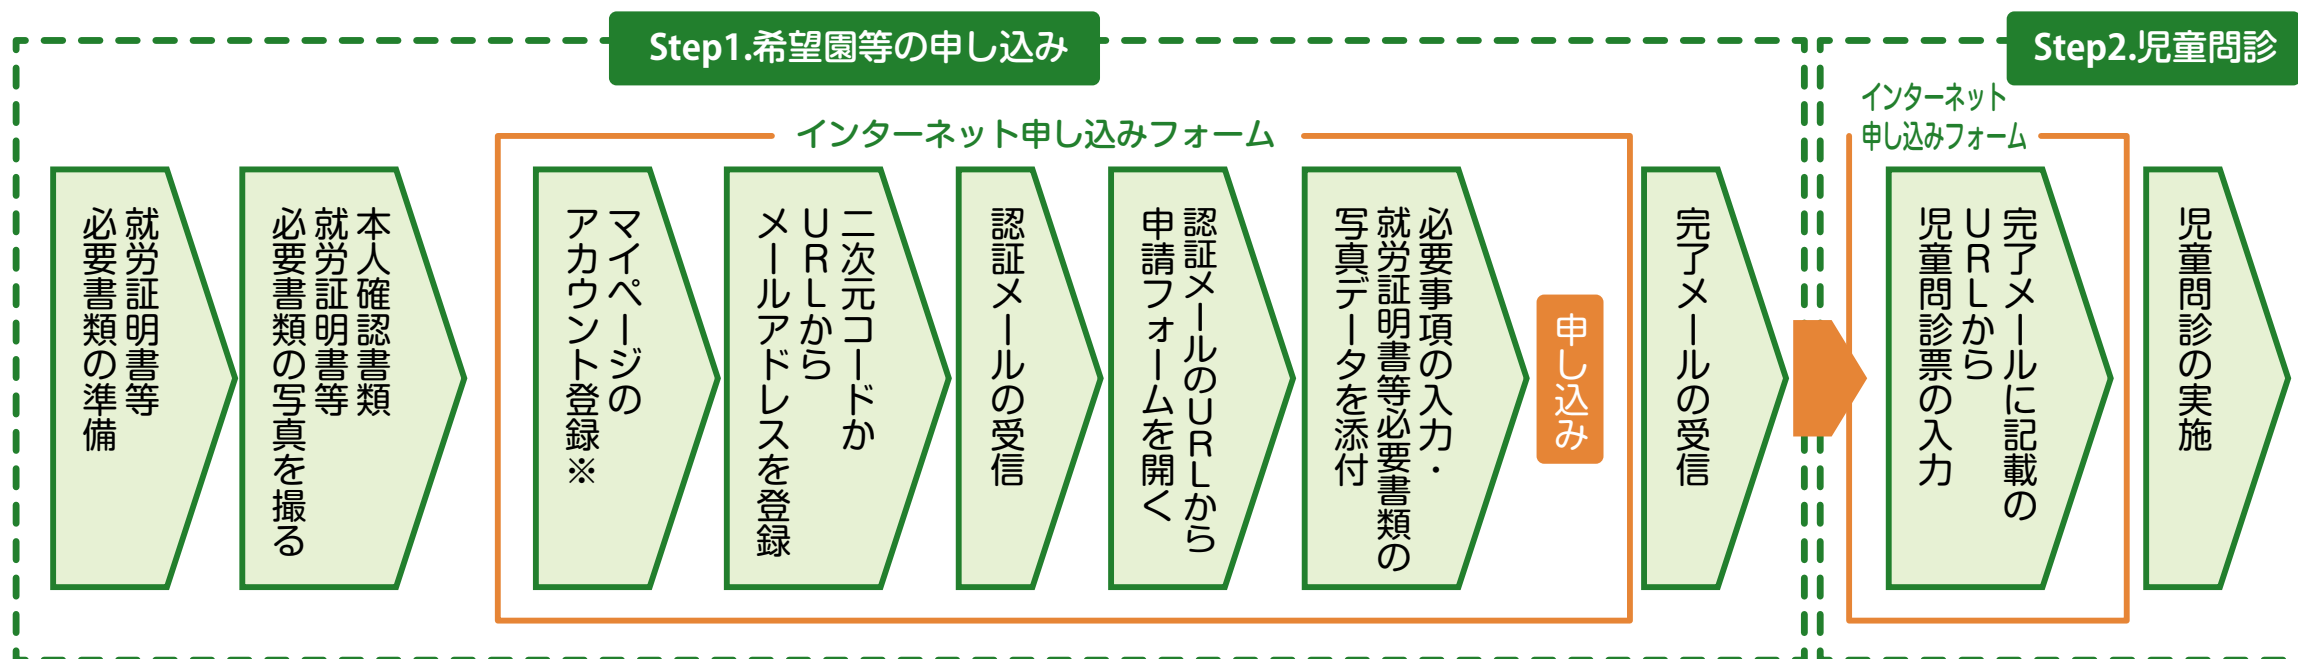 Step1.希望園等の申し込み
就労証明書等
必要書類の準備
本人確認書類
就労証明書等
必要書類の写真を撮る
インターネット申し込みフォーム
マイページの
アカウント登録※
二次元コードか
URLから
メールアドレスを登録
認証メールの受信
認証メールのURLから
申請フォームを開く
必要事項の入力・
就労証明書等必要書類の
写真データを添付
申し込み
完了メールの受信
Step2.児童問診
インターネット
申し込みフォーム
完了メールに記載の
URLから
児童問診票の入力
児童問診の実施